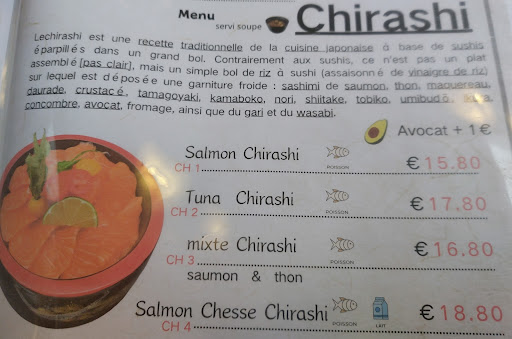 Menu
servi soupe
Chirashi
Lechirashi est une recette traditionnelle de la cuisine japonaise à base de sushis
éparpillés dans un grand bol. Contrairement aux sushis, ce n'est pas un plat
assemblé[pas clair], mais un simple bol de riz à sushi (assaisonné de vinaigre de riz)
sur lequel est déposée une garniture froide : sashimi de saumon, thon, maquereau,
daurade, crustacé, tamagoyaki, kamaboko, nori, shiitake, tobiko, umibudō,
concombre, avocat, fromage, ainsi que du gari et du wasabi.
Avocat + 1 €
Salmon Chirashi POISSON € 15.80
CH 1
Tuna Chirashi POISSON € 17.80
CH 2
mixte Chirashi POISSON € 16.80
CH 3
saumon & thon
Salmon Chesse Chirashi POISSON LAIT € 18.80
CH 4